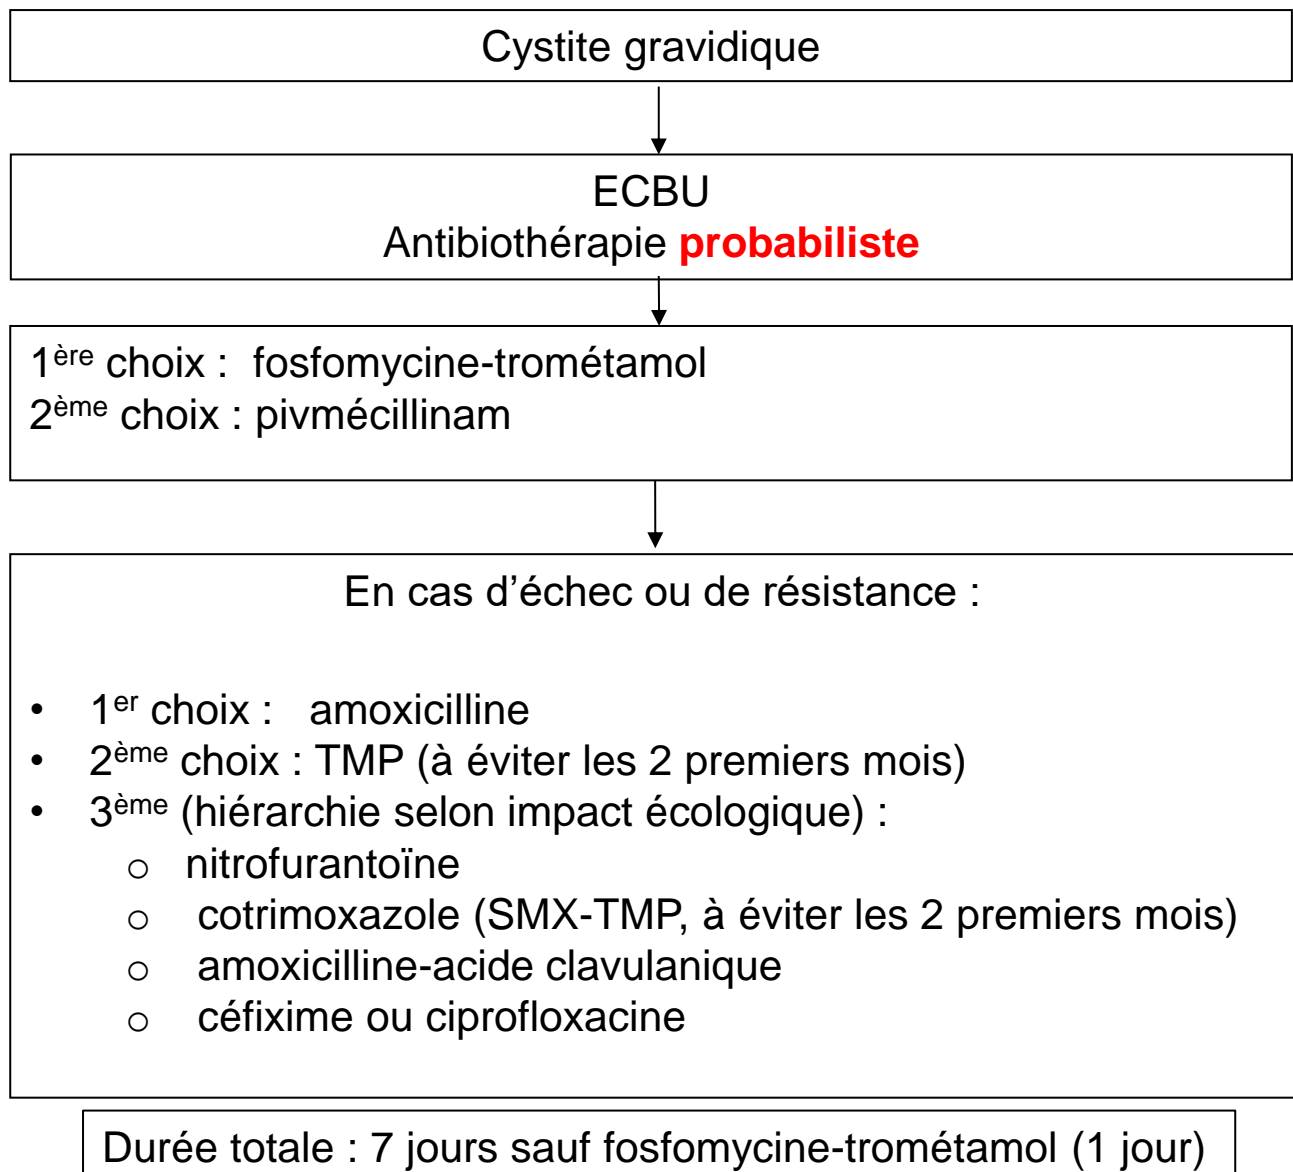 Cystite gravidique
ECBU
Antibiothérapie probabiliste
1ère choix : fosfomycine-trométamol
2ème choix : pivmécillinam
En cas d’échec ou de résistance :
• 1er choix : amoxicilline
• 2ème choix : TMP (à éviter les 2 premiers mois)
• 3ème (hiérarchie selon impact écologique) :
o nitrofurantoïne
o cotrimoxazole (SMX-TMP, à éviter les 2 premiers mois)
o amoxicilline-acide clavulanique
o céfixime ou ciprofloxacine
Durée totale : 7 jours sauf fosfomycine-trométamol (1 jour)